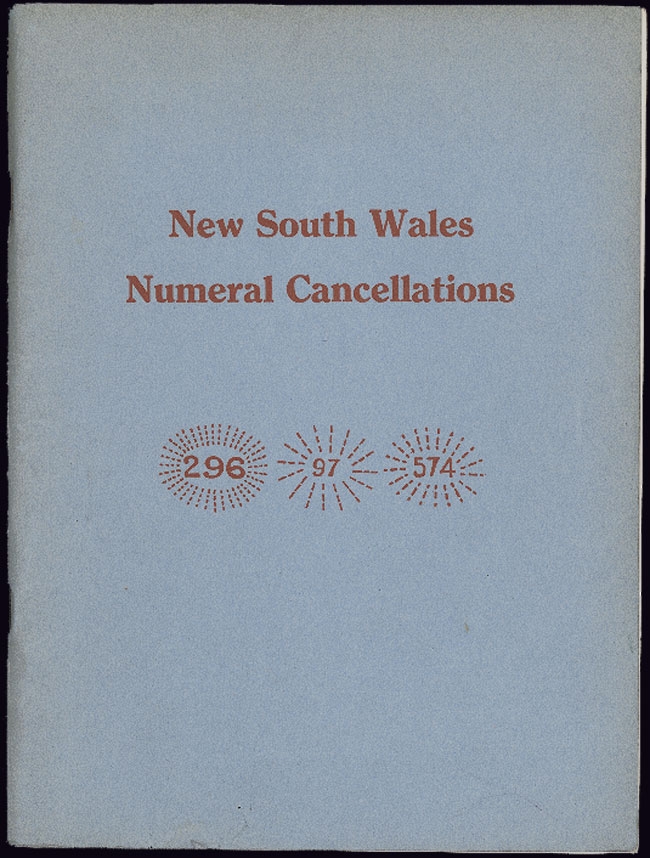 New South Wales
Numeral Cancellations
296 97 574